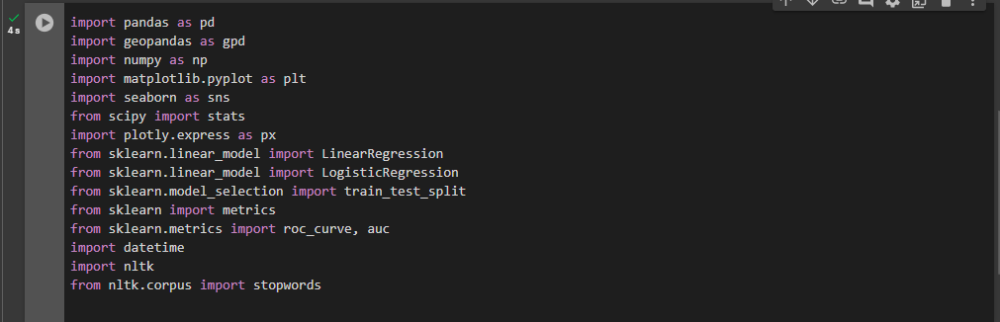 import pandas as pd
4s
import geopandas as gpd
import numpy as np
import matplotlib.pyplot as plt
import seaborn as sns
from scipy import stats
import plotly.express as px
from sklearn.linear_model import LinearRegression
from sklearn.linear_model import LogisticRegression
from sklearn.model_selection import train_test_split
from sklearn import metrics
from sklearn.metrics import roc_curve, auc
import datetime
import nltk
from nltk.corpus import stopwords